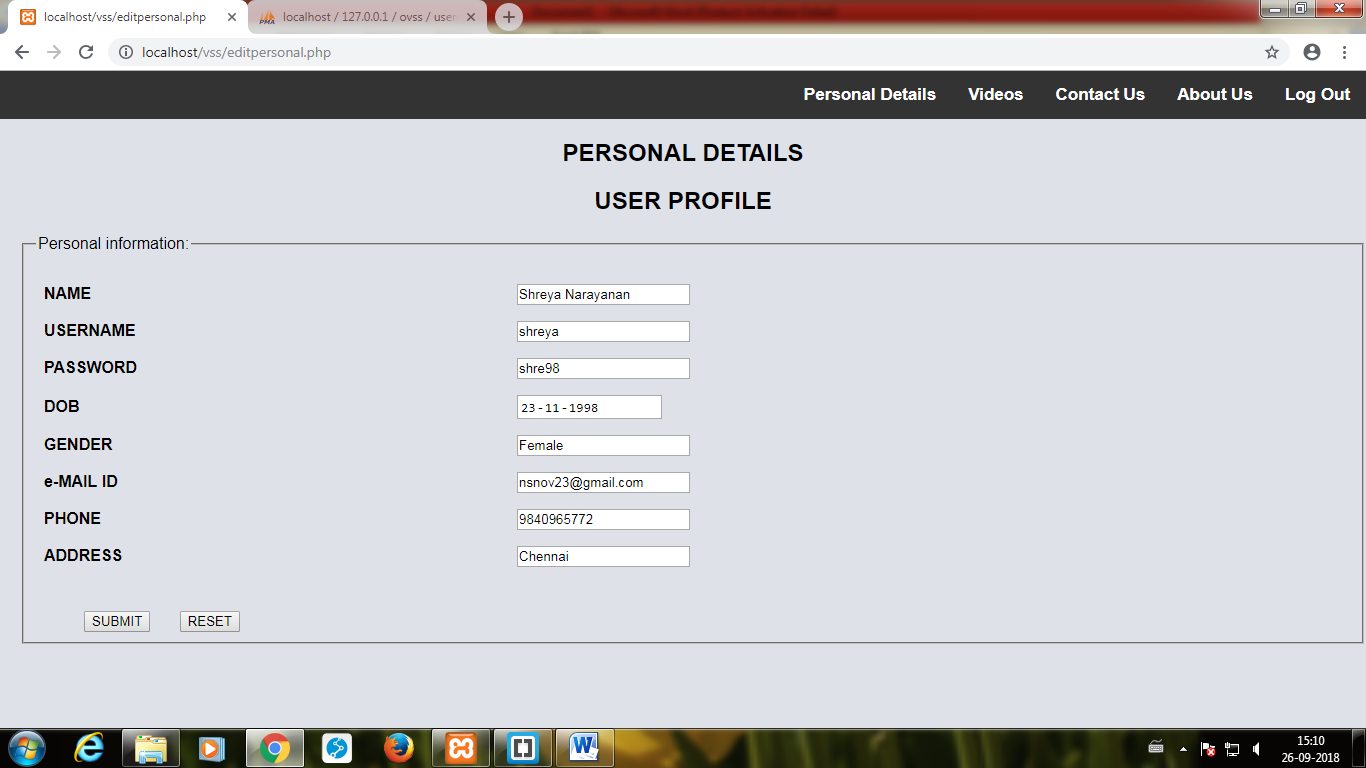 localhost/vss/editpersonal.php
localhost / 127.0.0.1 / ovss / user
localhost/vss/editpersonal.php
Personal Details Videos Contact Us About Us Log Out
PERSONAL DETAILS
USER PROFILE
Personal information:
NAME Shreya Narayanan
USERNAME shreya
PASSWORD shre98
DOB 23-11-1998
GENDER Female
e-MAIL ID nsnov23@gmail.com
PHONE 9840965772
ADDRESS Chennai
SUBMIT RESET
15:10
26-09-2018